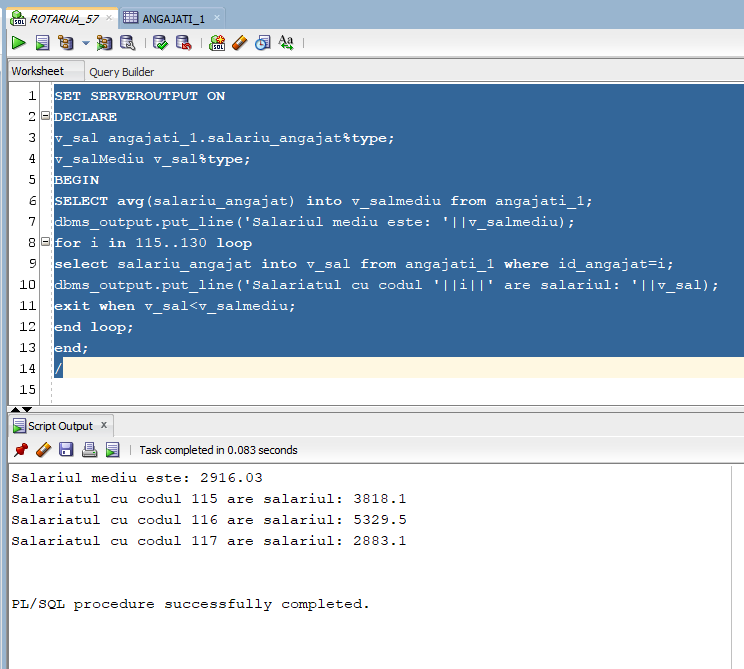 ROTARUA_57
ANGAJATI_1
Worksheet
Query Builder
1 SET SERVEROUTPUT ON
2 DECLARE
3 v_sal angajati_1.salariu_angajat%type;
4 v_salMediu v_sal%type;
5 BEGIN
6 SELECT avg(salariu_angajat) into v_salmediu from angajati_1;
7 dbms_output.put_line('Salariul mediu este: '||v_salmediu);
8 for i in 115..130 loop
9 select salariu_angajat into v_sal from angajati_1 where id_angajat=i;
10 dbms_output.put_line('Salariatul cu codul '||i||' are salariul: '||v_sal);
11 exit when v_sal<v_salmediu;
12 end loop;
13 end;
14 /
15
Script Output
Task completed in 0.083 seconds
Salariul mediu este: 2916.03
Salariatul cu codul 115 are salariul: 3818.1
Salariatul cu codul 116 are salariul: 5329.5
Salariatul cu codul 117 are salariul: 2883.1
PL/SQL procedure successfully completed.